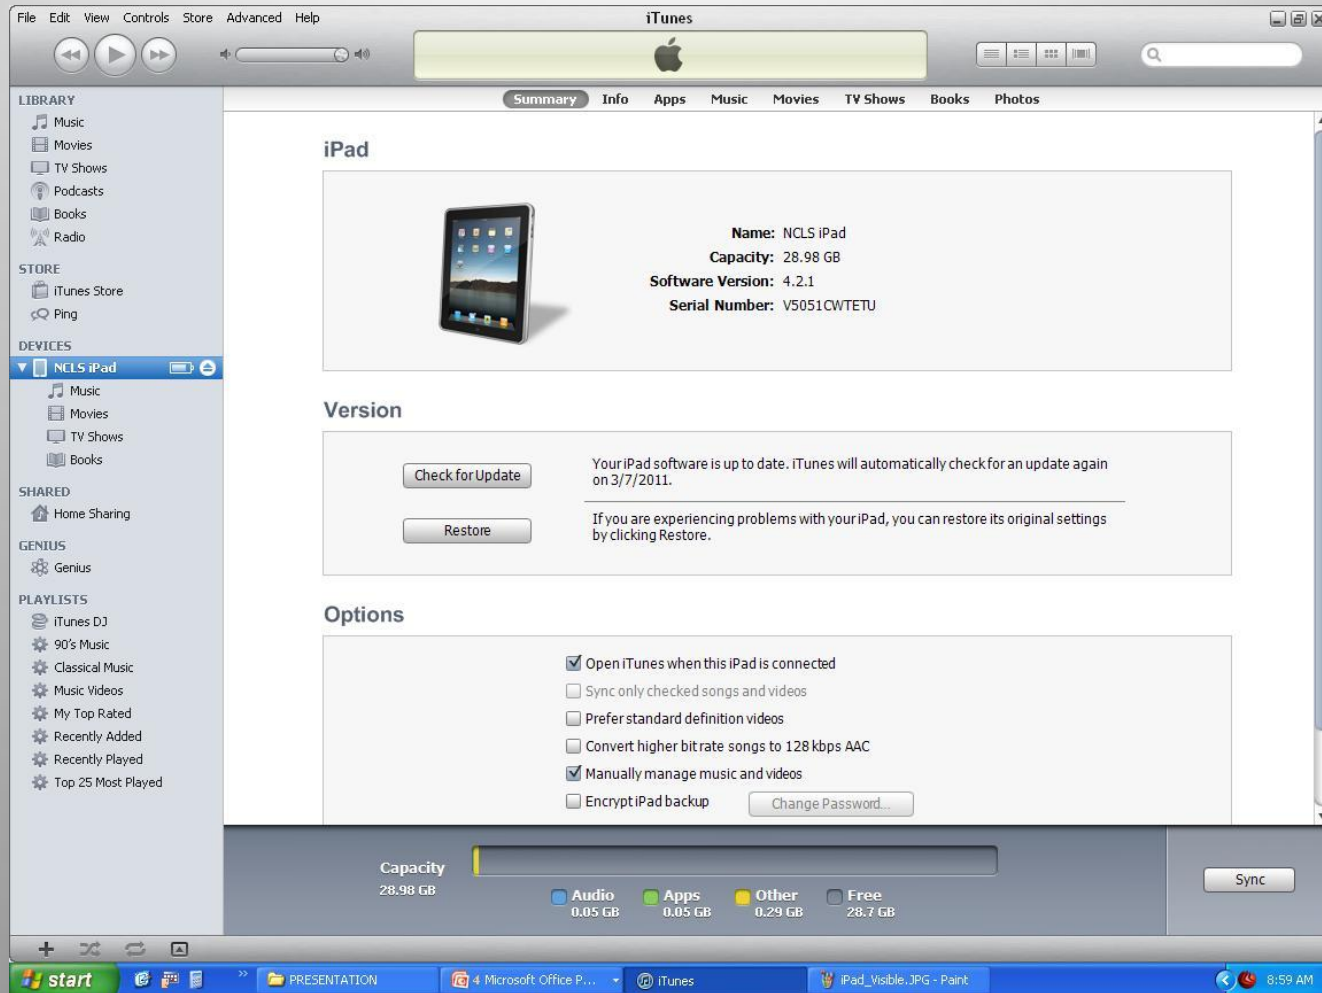 File Edit View Controls Store Advanced Help
iTunes
LIBRARY
Music
Movies
TV Shows
Podcasts
Books
Radio
STORE
iTunes Store
Ping
DEVICES
NCLS iPad
Music
Movies
TV Shows
Books
SHARED
Home Sharing
GENIUS
Genius
PLAYLISTS
iTunes DJ
90's Music
Classical Music
Music Videos
My Top Rated
Recently Added
Recently Played
Top 25 Most Played
Summary Info Apps Music Movies TV Shows Books Photos
iPad
Name: NCLS iPad
Capacity: 28.98 GB
Software Version: 4.2.1
Serial Number: V5051CWTETU
Version
Check for Update
Your iPad software is up to date. iTunes will automatically check for an update again
on 3/7/2011.
Restore
If you are experiencing problems with your iPad, you can restore its original settings
by clicking Restore.
Options
Open iTunes when this iPad is connected
Sync only checked songs and videos
Prefer standard definition videos
Convert higher bit rate songs to 128 kbps AAC
Manually manage music and videos
Encrypt iPad backup Change Password...
Capacity
28.98 GB
Audio
0.05 GB
Apps
0.05 GB
Other
0.29 GB
Free
28.7 GB
Sync
start PRESENTATION 4 Microsoft Office P... iTunes iPad_Visible.JPG - Paint 8:59 AM